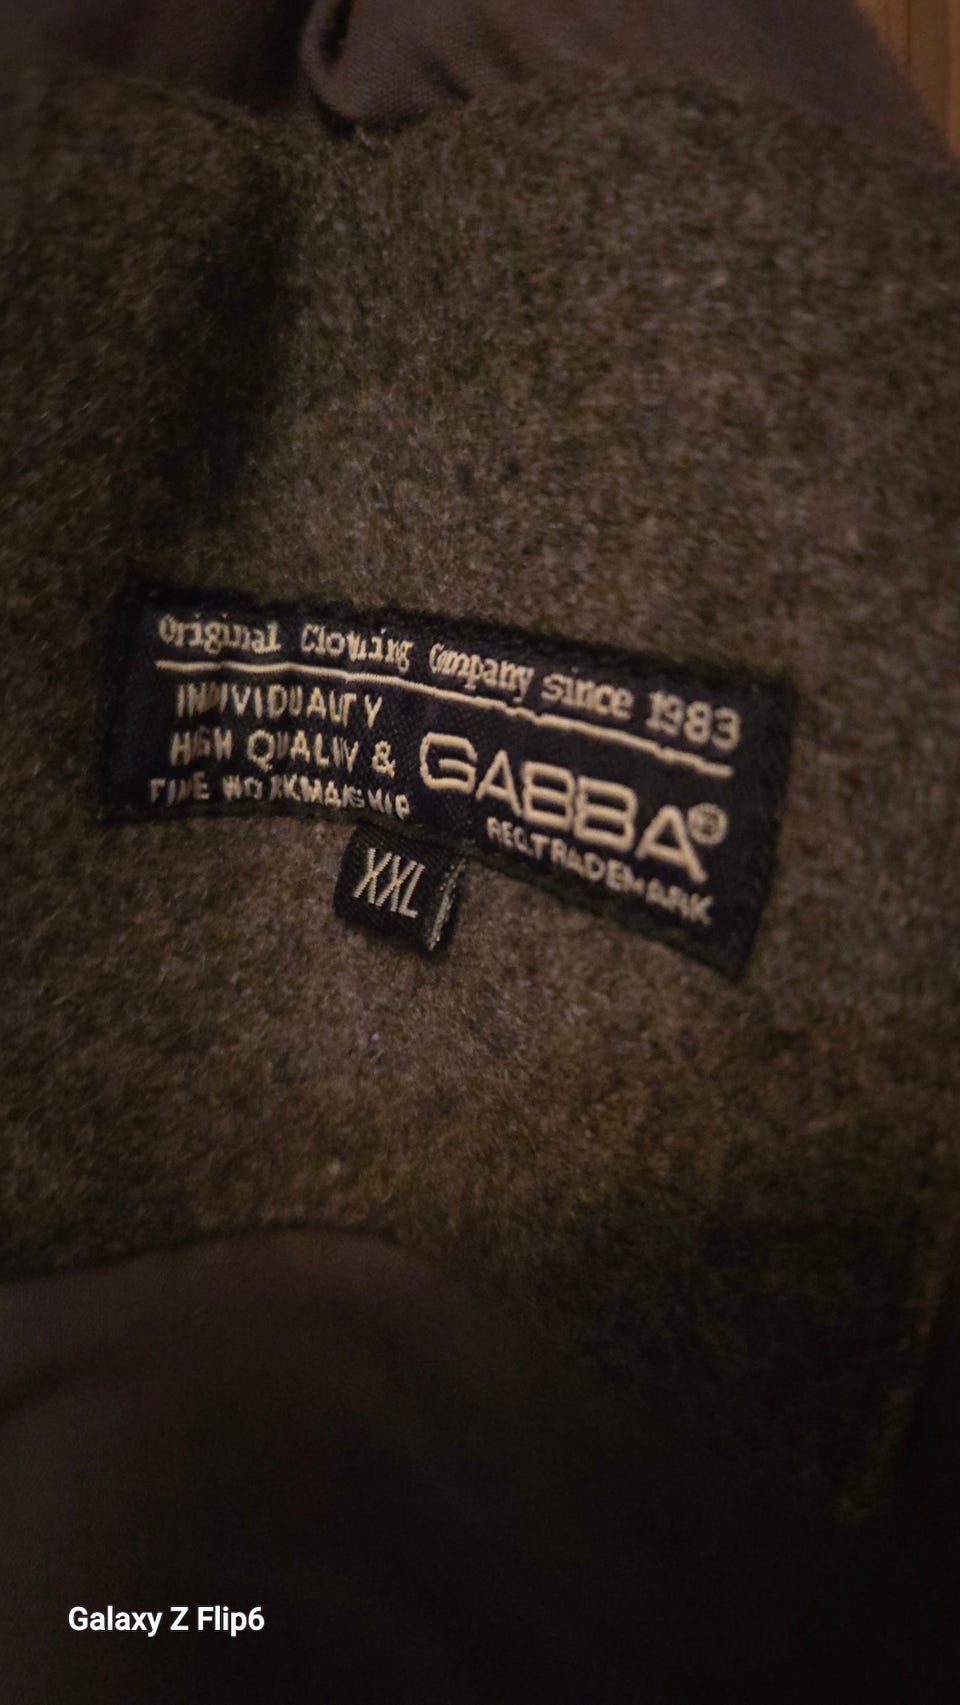 Original Clothing Company since 1983
INDIVIDUALITY
HIGH QUALITY &
FINE WORKMANSHIP
GABBA®
REG.TRADEMARK
XXL
Galaxy Z Flip6